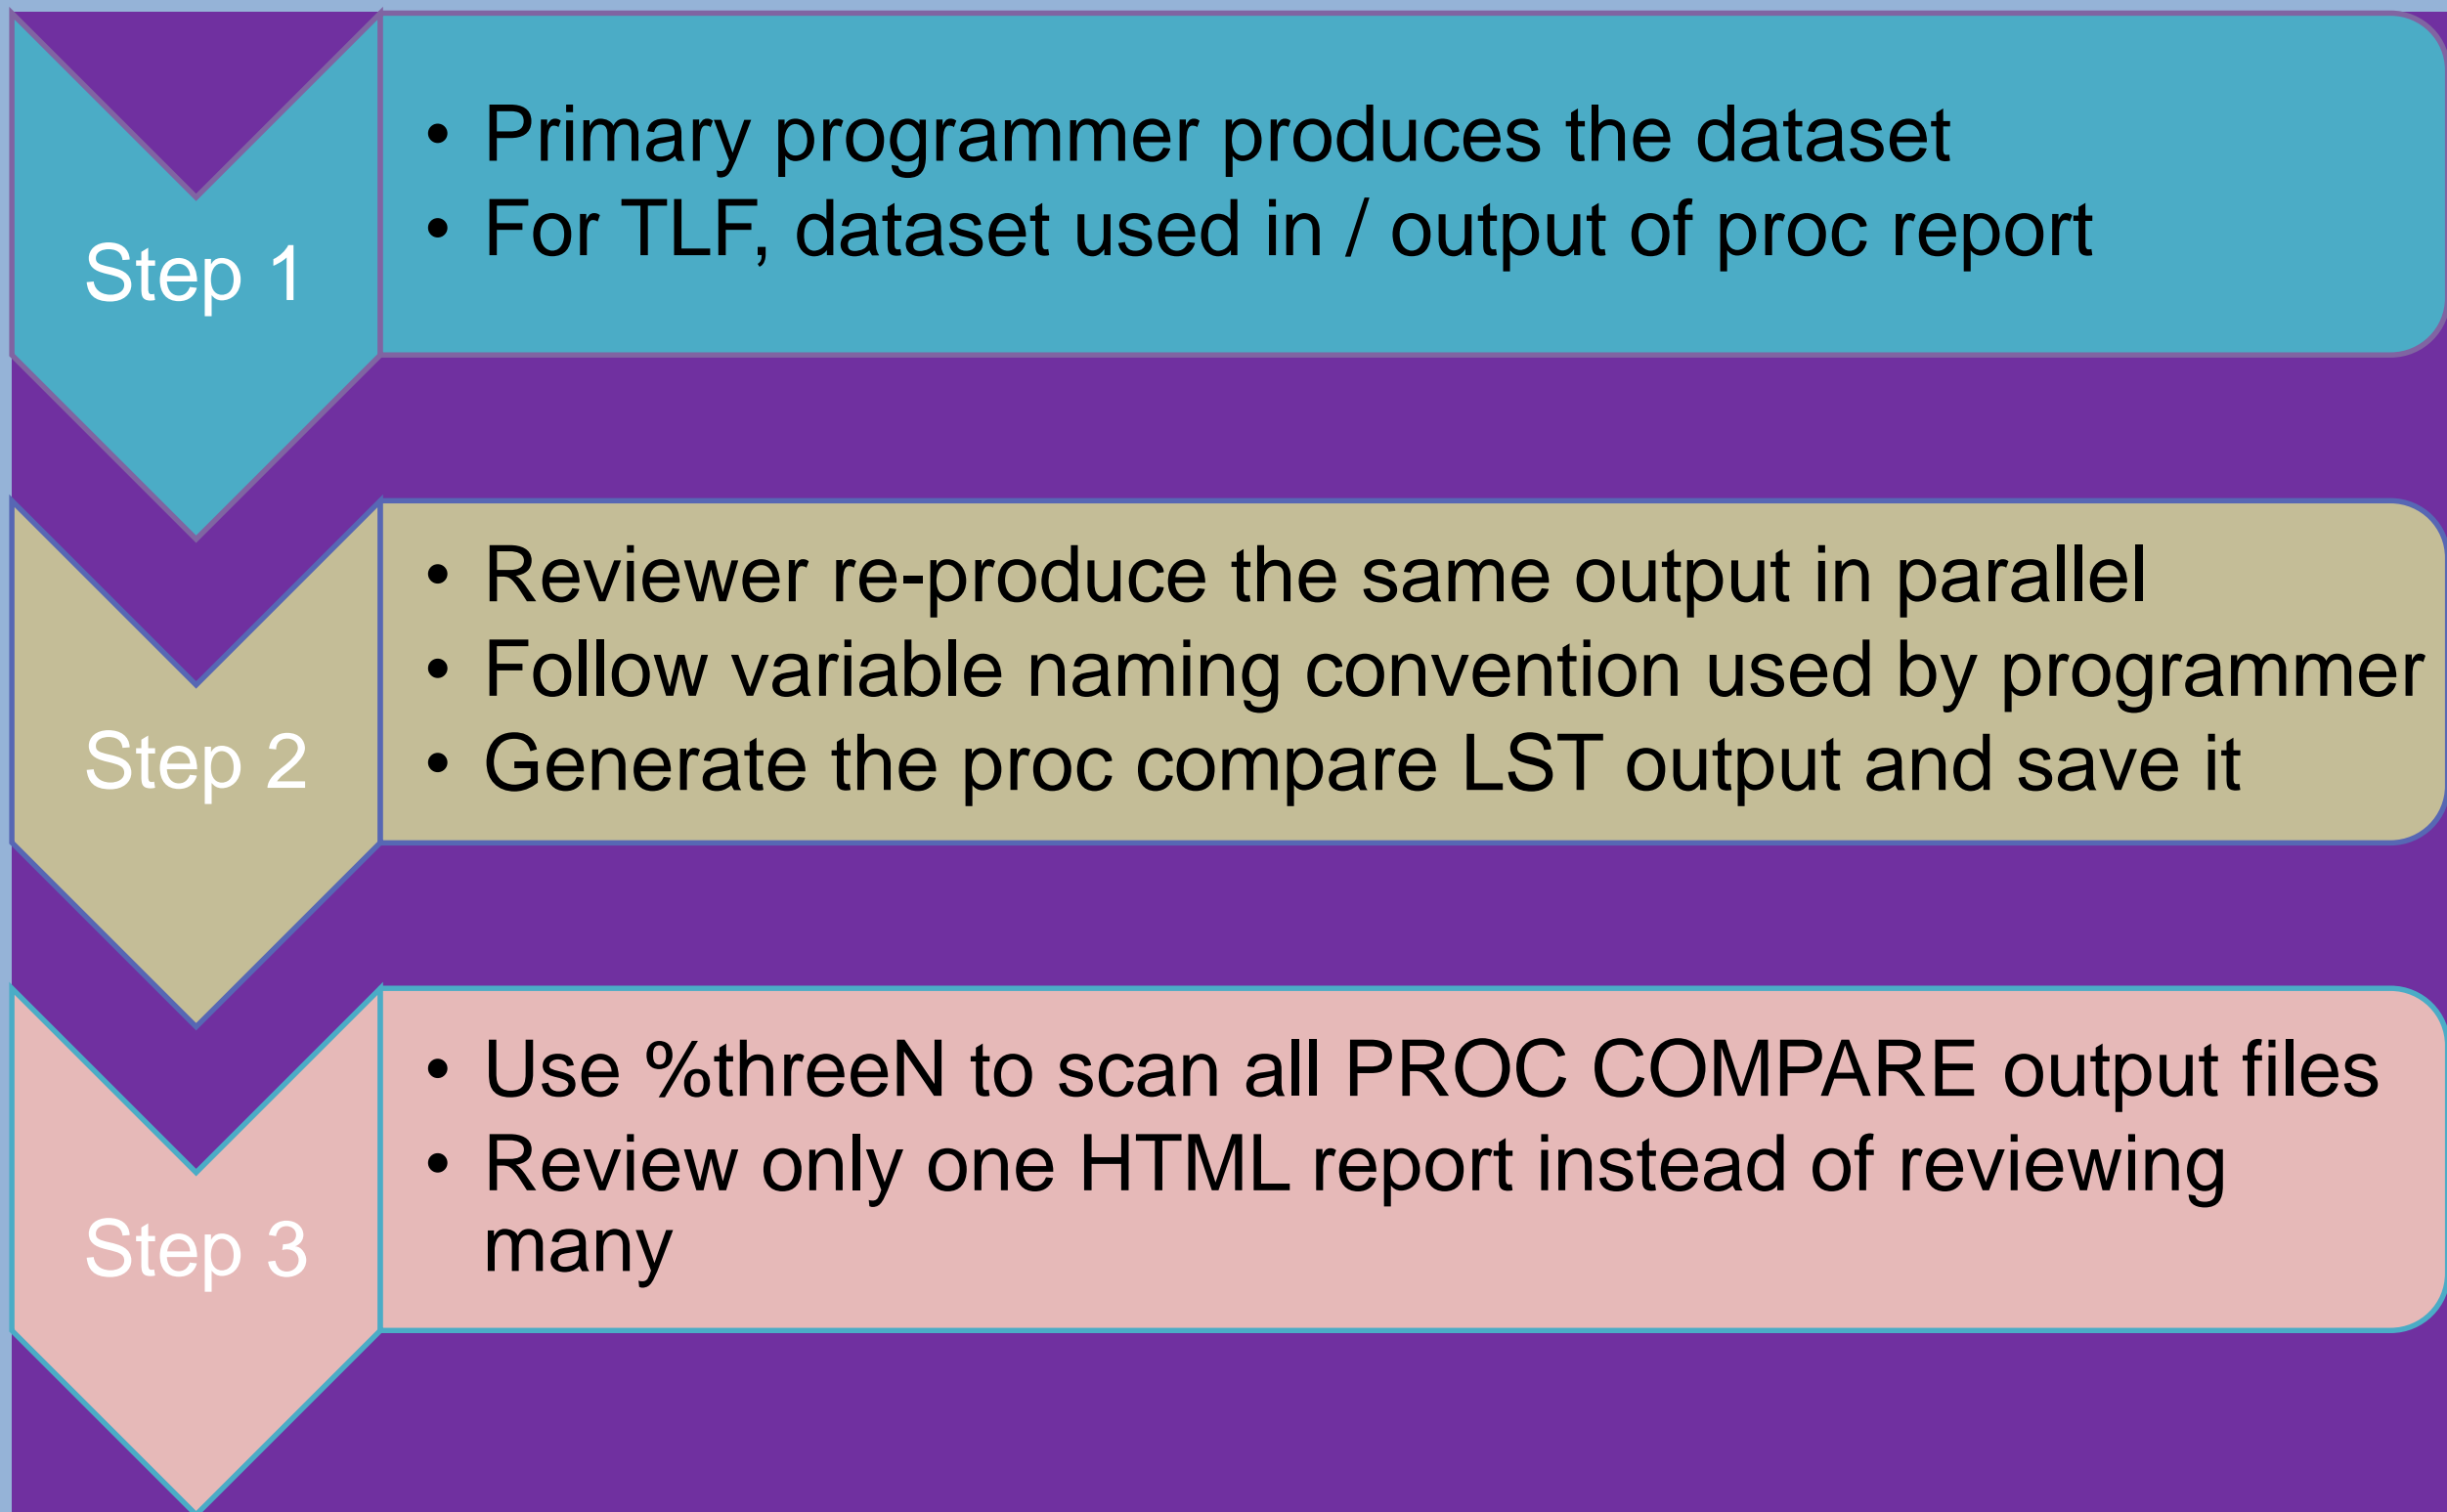 Step 1
• Primary programmer produces the dataset
• For TLF, dataset used in / output of proc report
Step 2
• Reviewer re-produce the same output in parallel
• Follow variable naming convention used by programmer
• Generate the proc compare LST output and save it
Step 3
• Use %threeN to scan all PROC COMPARE output files
• Review only one HTML report instead of reviewing
many